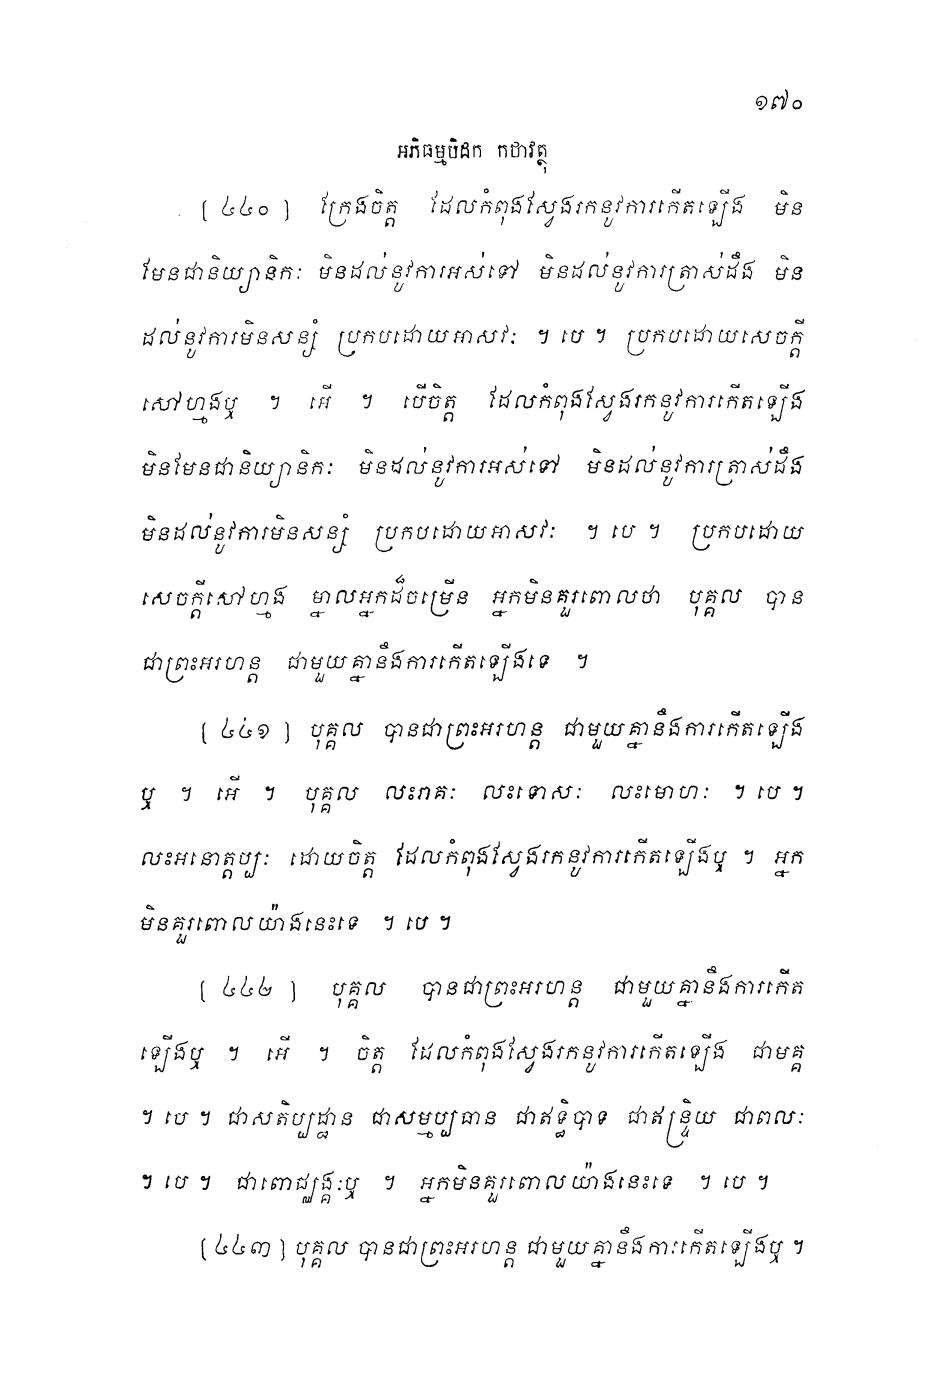 ១៧០
អភិធម្មបិដក កថាវត្ថុ
[ ៤៤០ ] ក្រែងចិត្ត ដែលកំពុងស្វែងរកនូវការកើតឡើង មិន
មែនជានិយ្យានិកៈ មិនដល់នូវការអស់ទៅ មិនដល់នូវការត្រាស់ដឹង មិន
ដល់នូវការមិនសន្សំ ប្រកបដោយអាសវៈ ។ បេ ។ ប្រកបដោយសេចក្តី
សៅហ្មងឬ ។ អើ ។ បើចិត្ត ដែលកំពុងស្វែងរកនូវការកើតឡើង
មិនមែនជានិយ្យានិកៈ មិនដល់នូវការអស់ទៅ មិនដល់នូវការត្រាស់ដឹង
មិនដល់នូវការមិនសន្សំ ប្រកបដោយអាសវៈ ។ បេ ។ ប្រកបដោយ
សេចក្តីសៅហ្មង ម្នាលអ្នកដ៏ចម្រើន អ្នកមិនគួរពោលថា បុគ្គល បាន
ជាព្រះអរហន្ត ជាមួយគ្នានឹងការកើតឡើងទេ ។
[ ៤៤១ ] បុគ្គល បានជាព្រះអរហន្ត ជាមួយគ្នានឹងការកើតឡើង
ឬ ។ អើ ។ បុគ្គល លះរាគៈ លះទោសៈ លះមោហៈ ។ បេ ។
លះអនោត្តប្បៈ ដោយចិត្ត ដែលកំពុងស្វែងរកនូវការកើតឡើងឬ ។ អ្នក
មិនគួរពោលយ៉ាងនេះទេ ។ បេ ។
[ ៤៤២ ] បុគ្គល បានជាព្រះអរហន្ត ជាមួយគ្នានឹងការកើត
ឡើងឬ ។ អើ ។ ចិត្ត ដែលកំពុងស្វែងរកនូវការកើតឡើង ជាមគ្គ
។ បេ ។ ជាសតិប្បដ្ឋាន ជាសម្មប្បធាន ជាឥទ្ធិបាទ ជាឥន្ទ្រិយ ជាពលៈ
។ បេ ។ ជាពោជ្ឈង្គៈឬ ។ អ្នកមិនគួរពោលយ៉ាងនេះទេ ។ បេ ។
[ ៤៤៣ ] បុគ្គល បានជាព្រះអរហន្ត ជាមួយគ្នានឹងការកើតឡើងឬ ។